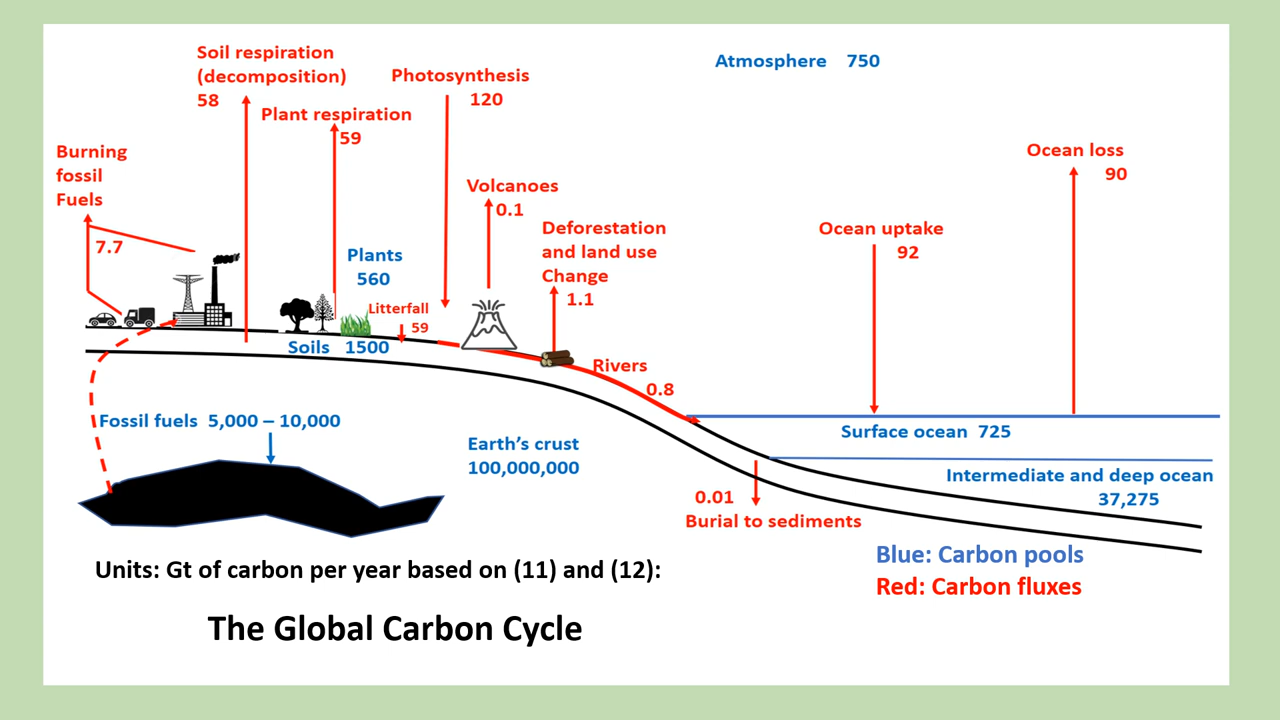 Soil respiration
(decomposition)
58
Photosynthesis
120
Atmosphere 750
Plant respiration
59
Burning
fossil
Fuels
7.7
Volcanoes
0.1
Ocean loss
90
Deforestation
and land use
Change
1.1
Ocean uptake
92
Plants
560
Litterfall
59
Soils 1500
Rivers
0.8
Fossil fuels 5,000 – 10,000
Earth's crust
100,000,000
Surface ocean 725
Intermediate and deep ocean
37,275
0.01
Burial to sediments
Blue: Carbon pools
Red: Carbon fluxes
Units: Gt of carbon per year based on (11) and (12):
The Global Carbon Cycle